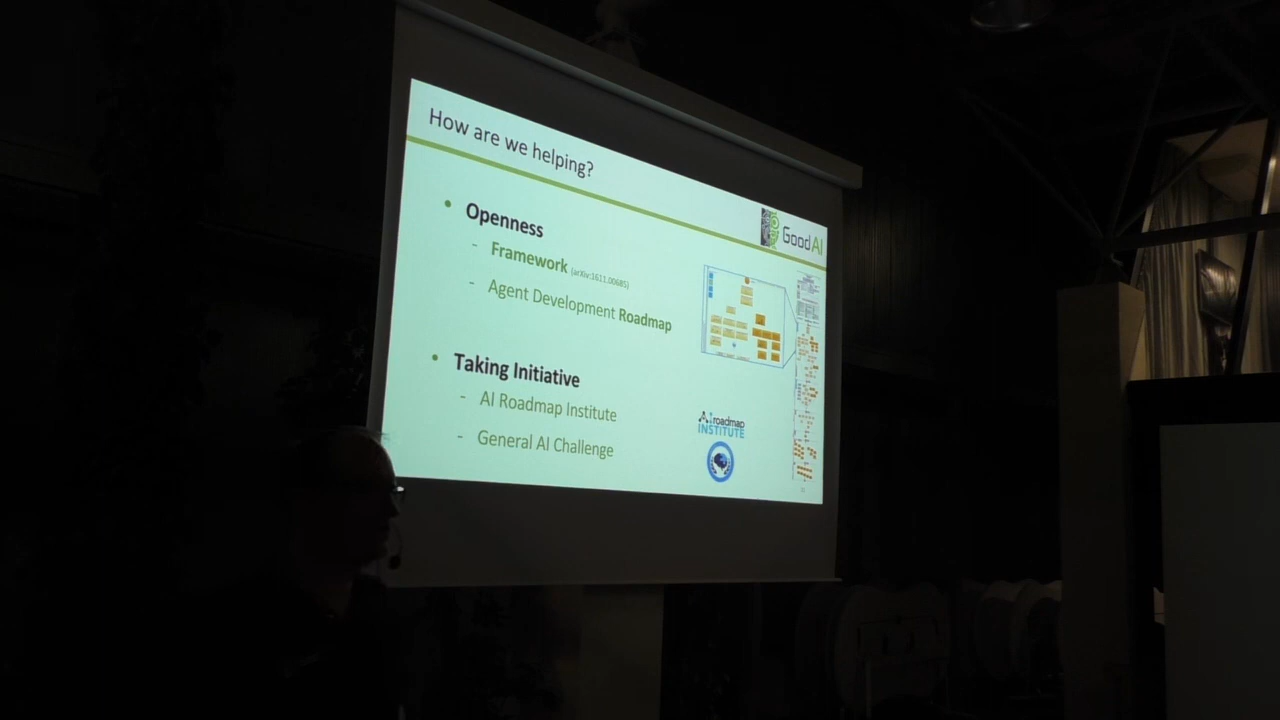 How are we helping?
GoodAI
• Openness
- Framework (arXiv:1611.00685)
- Agent Development Roadmap
• Taking Initiative
- AI Roadmap Institute
- General AI Challenge
AI roadmap
INSTITUTE